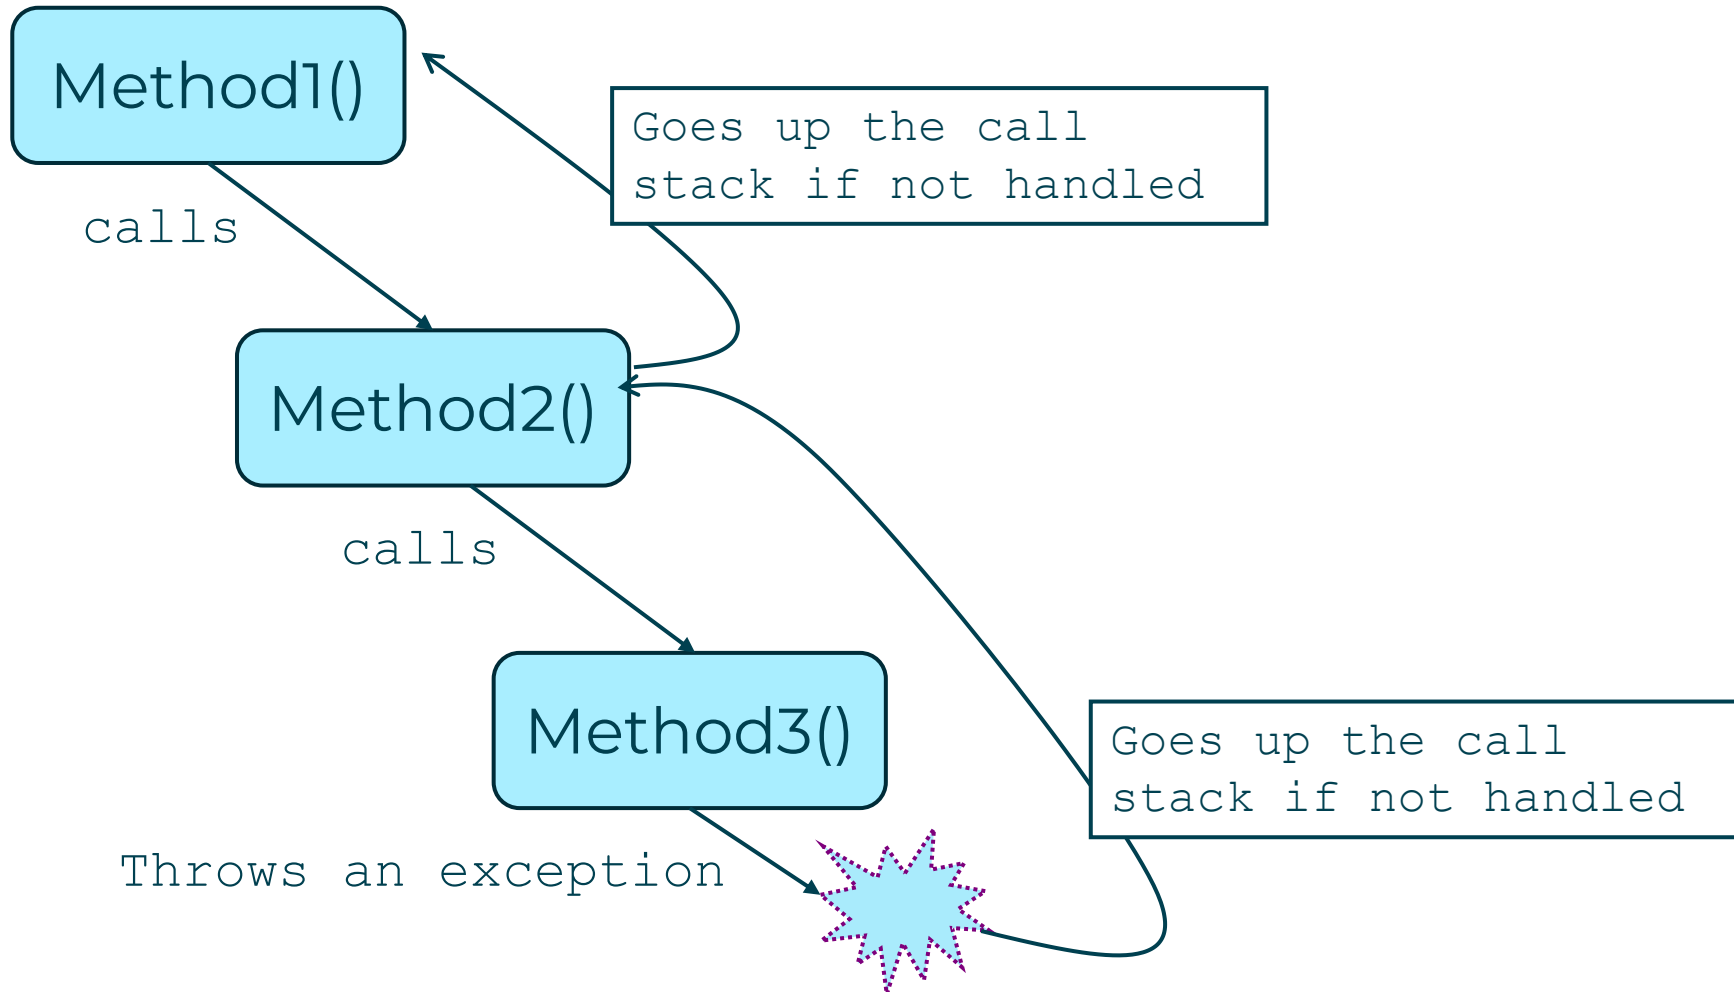 Method1()
Goes up the call
stack if not handled
calls
Method2()
calls
Method3()
Goes up the call
stack if not handled
Throws an exception